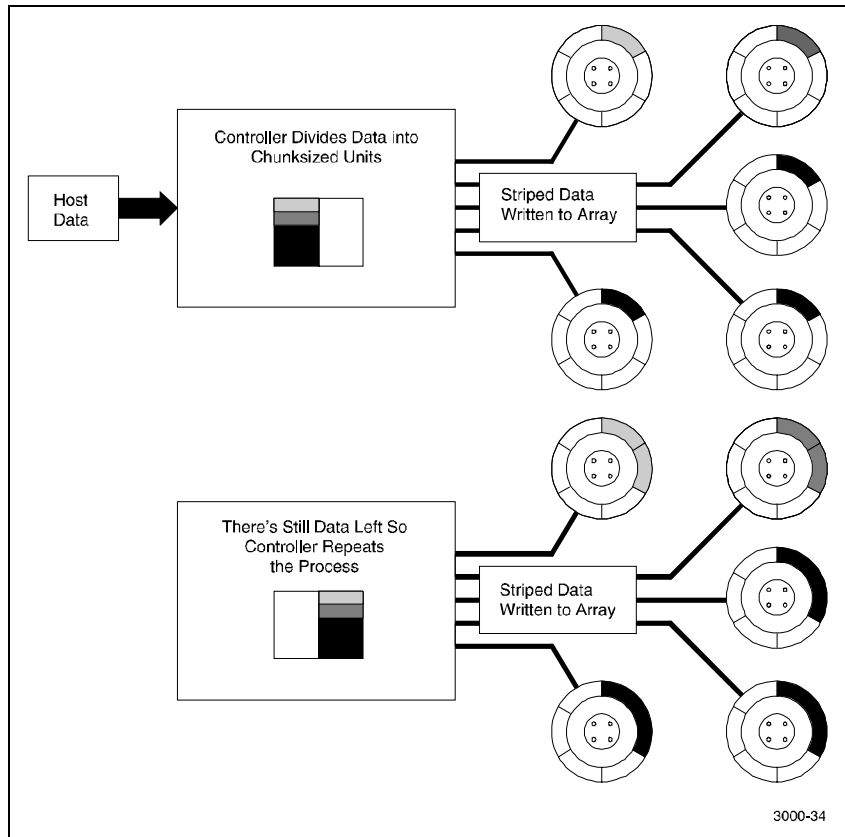 Controller Divides Data into
Chunksized Units
Host
Data
Striped Data
Written to Array
There's Still Data Left So
Controller Repeats
the Process
Striped Data
Written to Array
3000-34